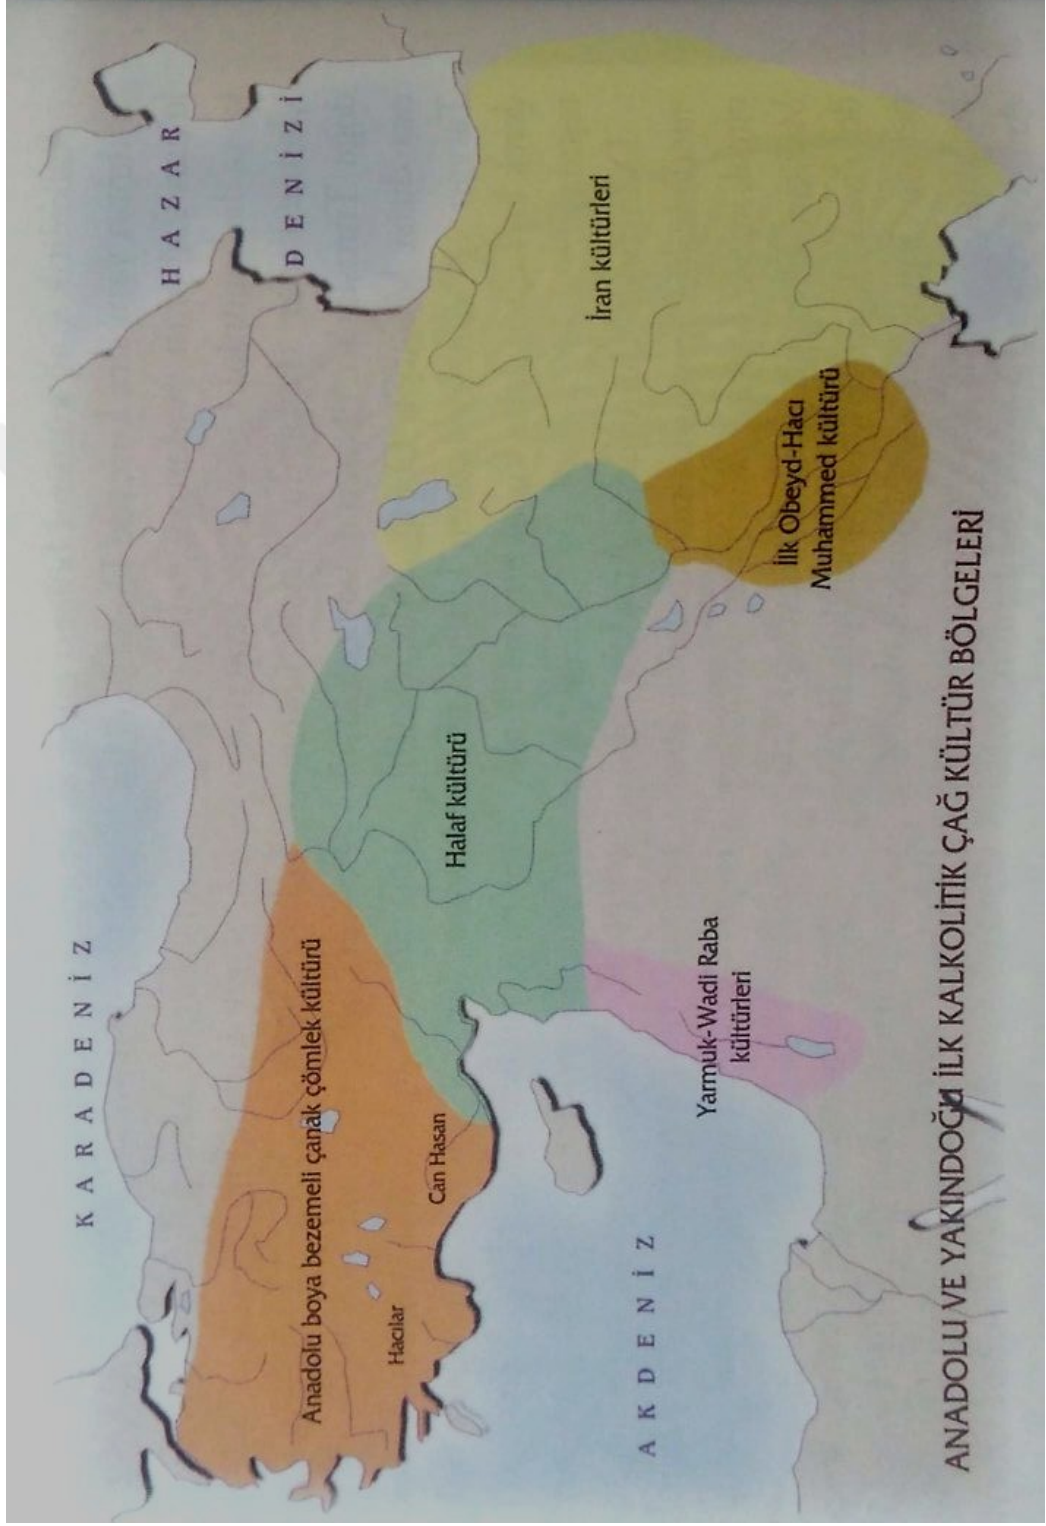 KARADENİZ
HAZAR
DENİZİ
Anadolu boya bezemeli çanak çömlek kültürü
Hacılar
Can Hasan
Halaf kültürü
İran kültürleri
AKDENİZ
Yarmuk-Wadi Raba
kültürleri
İlk Obeyd-Hacı
Muhammed kültürü
ANADOLU VE YAKINDOĞU İLK KALKOLİTİK ÇAĞ KÜLTÜR BÖLGELERİ